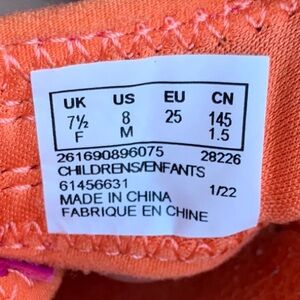 UK US EU CN
7½ 8 25 145
F M 1.5
261690896075 28226
CHILDRENS/ENFANTS
61456631 1/22
MADE IN CHINA
FABRIQUE EN CHINE